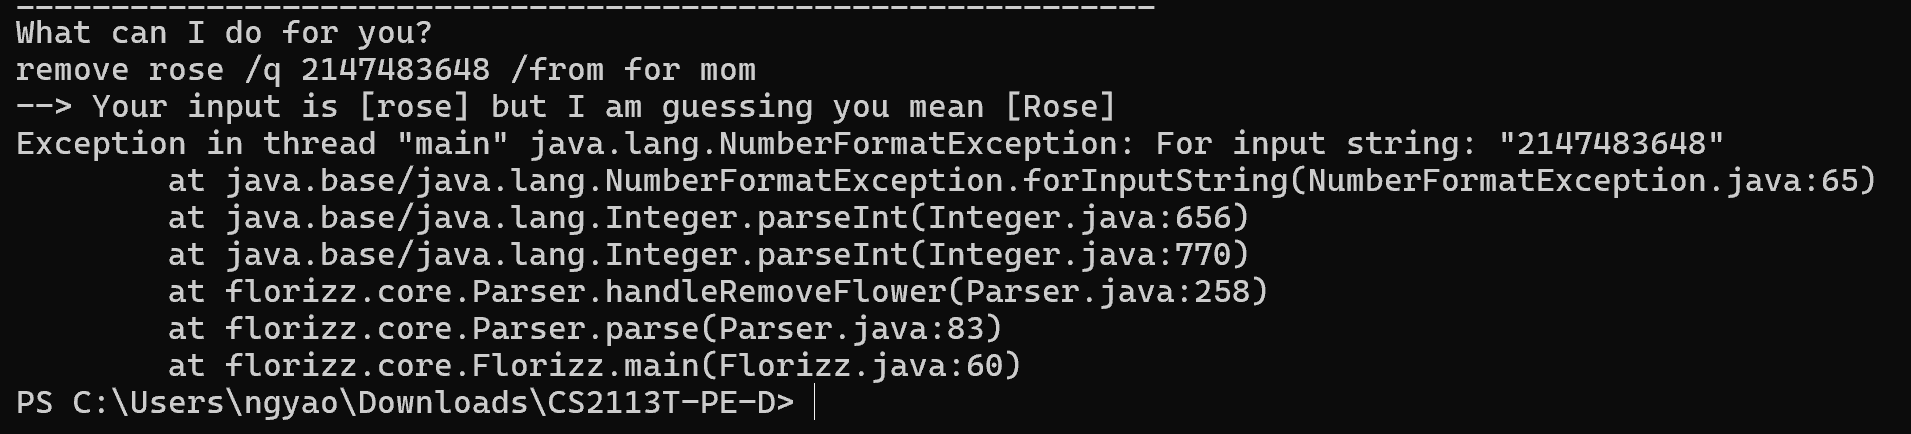 ____________________________________________________________
What can I do for you?
remove rose /q 2147483648 /from for mom
--> Your input is [rose] but I am guessing you mean [Rose]
Exception in thread "main" java.lang.NumberFormatException: For input string: "2147483648"
        at java.base/java.lang.NumberFormatException.forInputString(NumberFormatException.java:65)
        at java.base/java.lang.Integer.parseInt(Integer.java:656)
        at java.base/java.lang.Integer.parseInt(Integer.java:770)
        at florizz.core.Parser.handleRemoveFlower(Parser.java:258)
        at florizz.core.Parser.parse(Parser.java:83)
        at florizz.core.Florizz.main(Florizz.java:60)
PS C:\Users\ngyao\Downloads\CS2113T-PE-D>